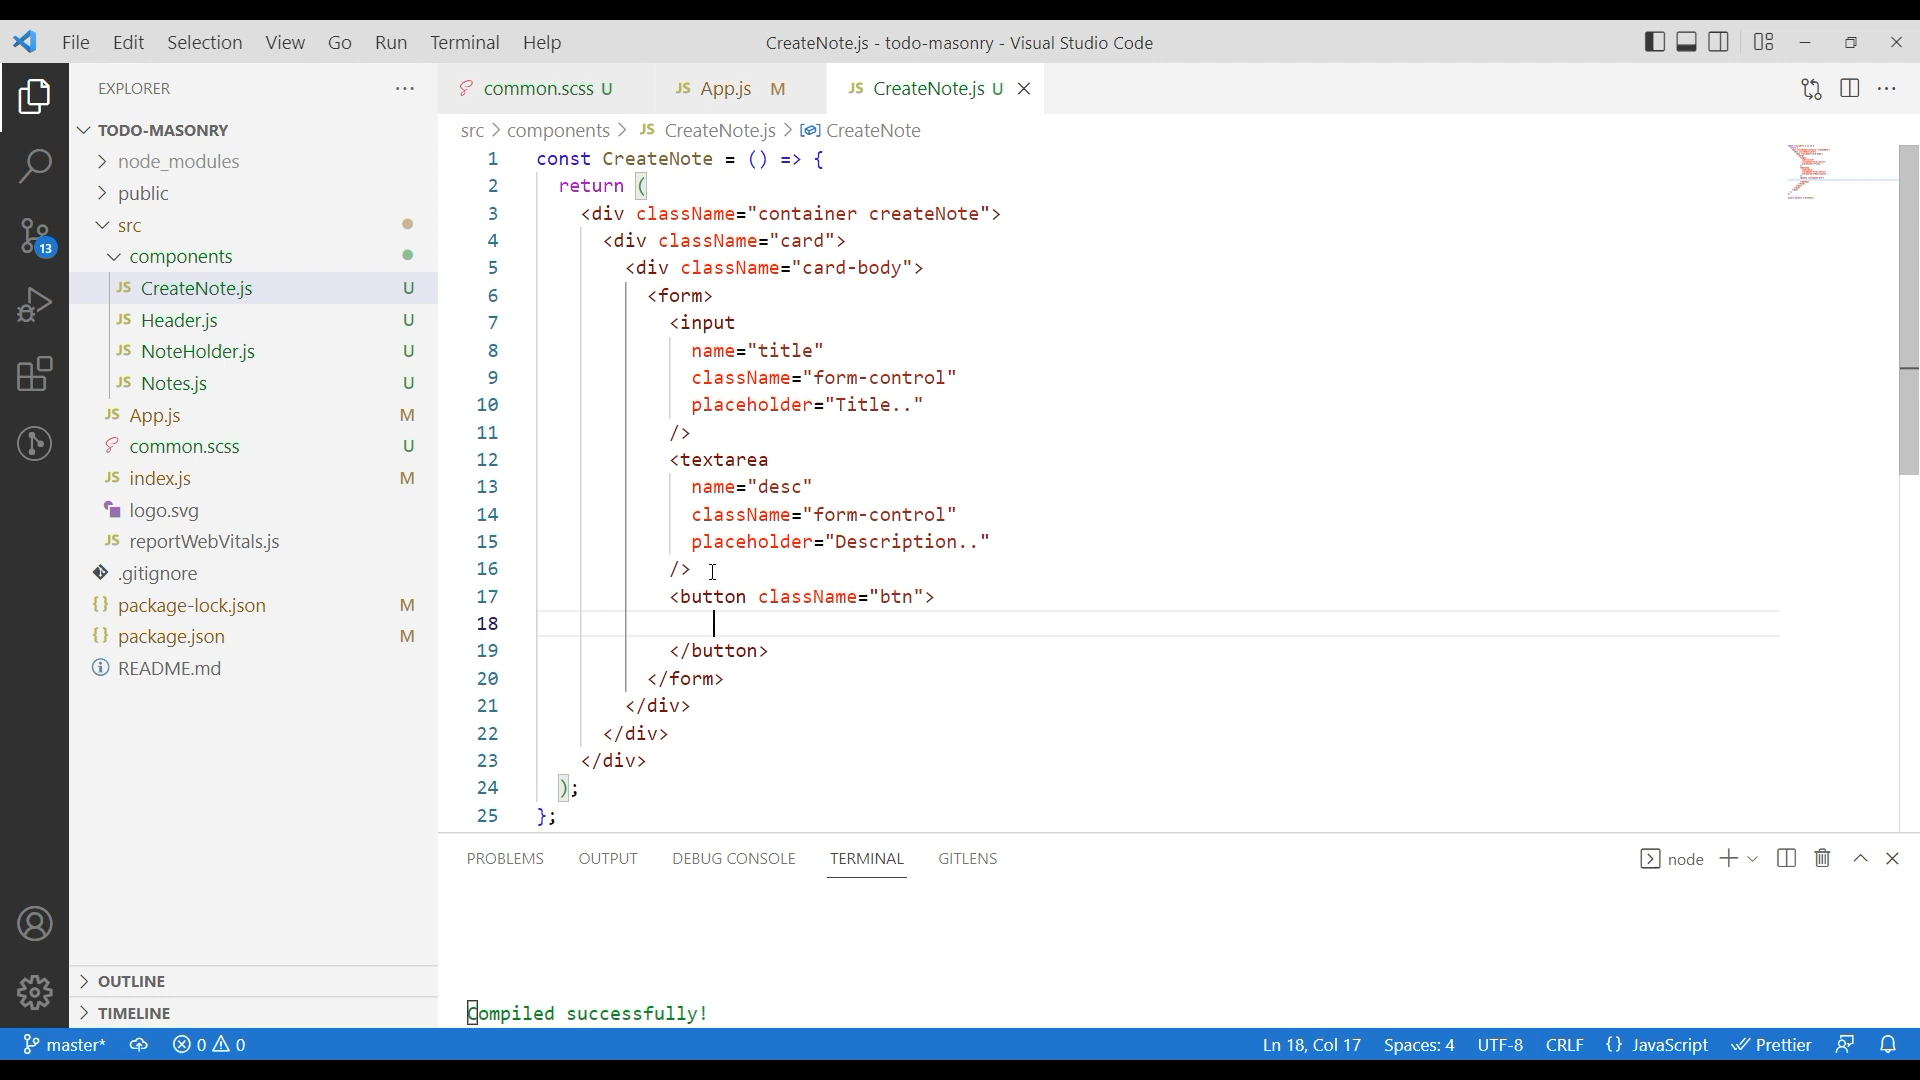 File Edit Selection View Go Run Terminal Help
CreateNote.js - todo-masonry - Visual Studio Code
EXPLORER
TODO-MASONRY
node_modules
public
src
components
JS CreateNote.js U
JS Header.js U
JS NoteHolder.js U
JS Notes.js U
JS App.js M
common.scss U
JS index.js M
logo.svg
JS reportWebVitals.js
.gitignore
{} package-lock.json M
{} package.json M
README.md
OUTLINE
TIMELINE
13
common.scss U
JS App.js M
JS CreateNote.js U
src > components > JS CreateNote.js > CreateNote
1 const CreateNote = () => {
2 return (
3 <div className="container createNote">
4 <div className="card">
5 <div className="card-body">
6 <form>
7 <input
8 name="title"
9 className="form-control"
10 placeholder="Title.."
11 />
12 <textarea
13 name="desc"
14 className="form-control"
15 placeholder="Description.."
16 />
17 <button className="btn">
18
19 </button>
20 </form>
21 </div>
22 </div>
23 </div>
24 );
25 };
PROBLEMS OUTPUT DEBUG CONSOLE TERMINAL GITLENS
node
Compiled successfully!
master* 0 0
Ln 18, Col 17 Spaces: 4 UTF-8 CRLF {} JavaScript Prettier